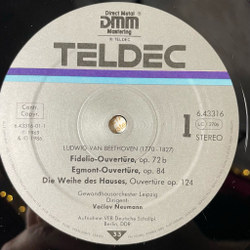 Direct Metal
DMM
Mastering
TELDEC
1
6.43316
STEREO
LUDWIG VAN BEETHOVEN (1770-1827)
Fidelio-Ouvertüre, op. 72 b
Egmont-Ouvertüre, op. 84
Die Weihe des Hauses, Ouvertüre op. 124
Gewandhausorchester Leipzig
Dirigent:
Václav Neumann
Aufnahme VEB Deutsche Schallpl.
Berlin, DDR
33